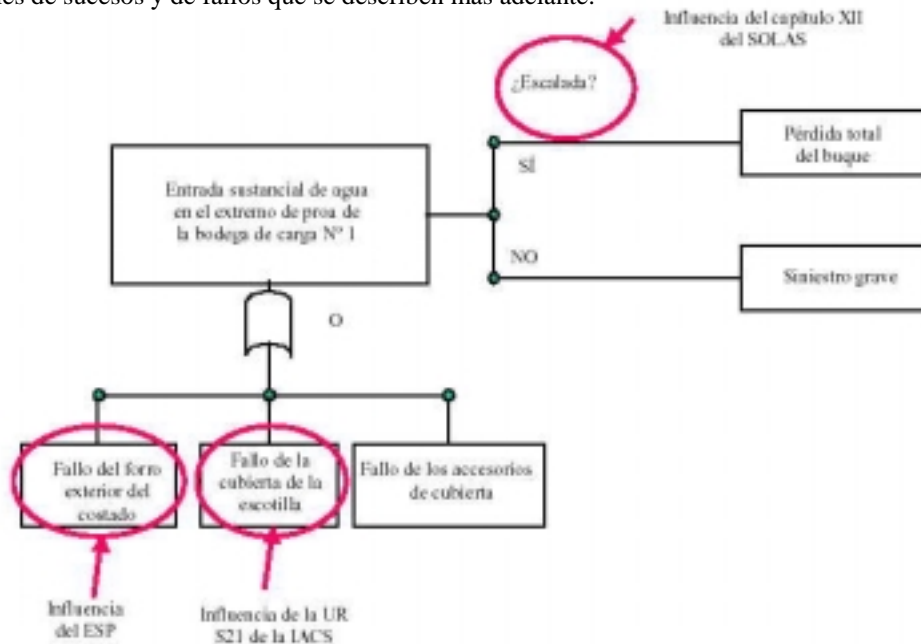 es de sucesos y de fallos que se describen más adelante.
Influencia del capítulo XII
del SOLAS
¿Escalada?
Pérdida total
del buque
SÍ
Entrada sustancial de agua
en el extremo de proa de
la bodega de carga Nº 1
NO
Siniestro grave
O
Fallo del forro
exterior del
costado
Fallo de la
cubierta de la
escotilla
Fallo de los accesorios
de cubierta
Influencia
del ESP
Influencia de la UR
S21 de la IACS